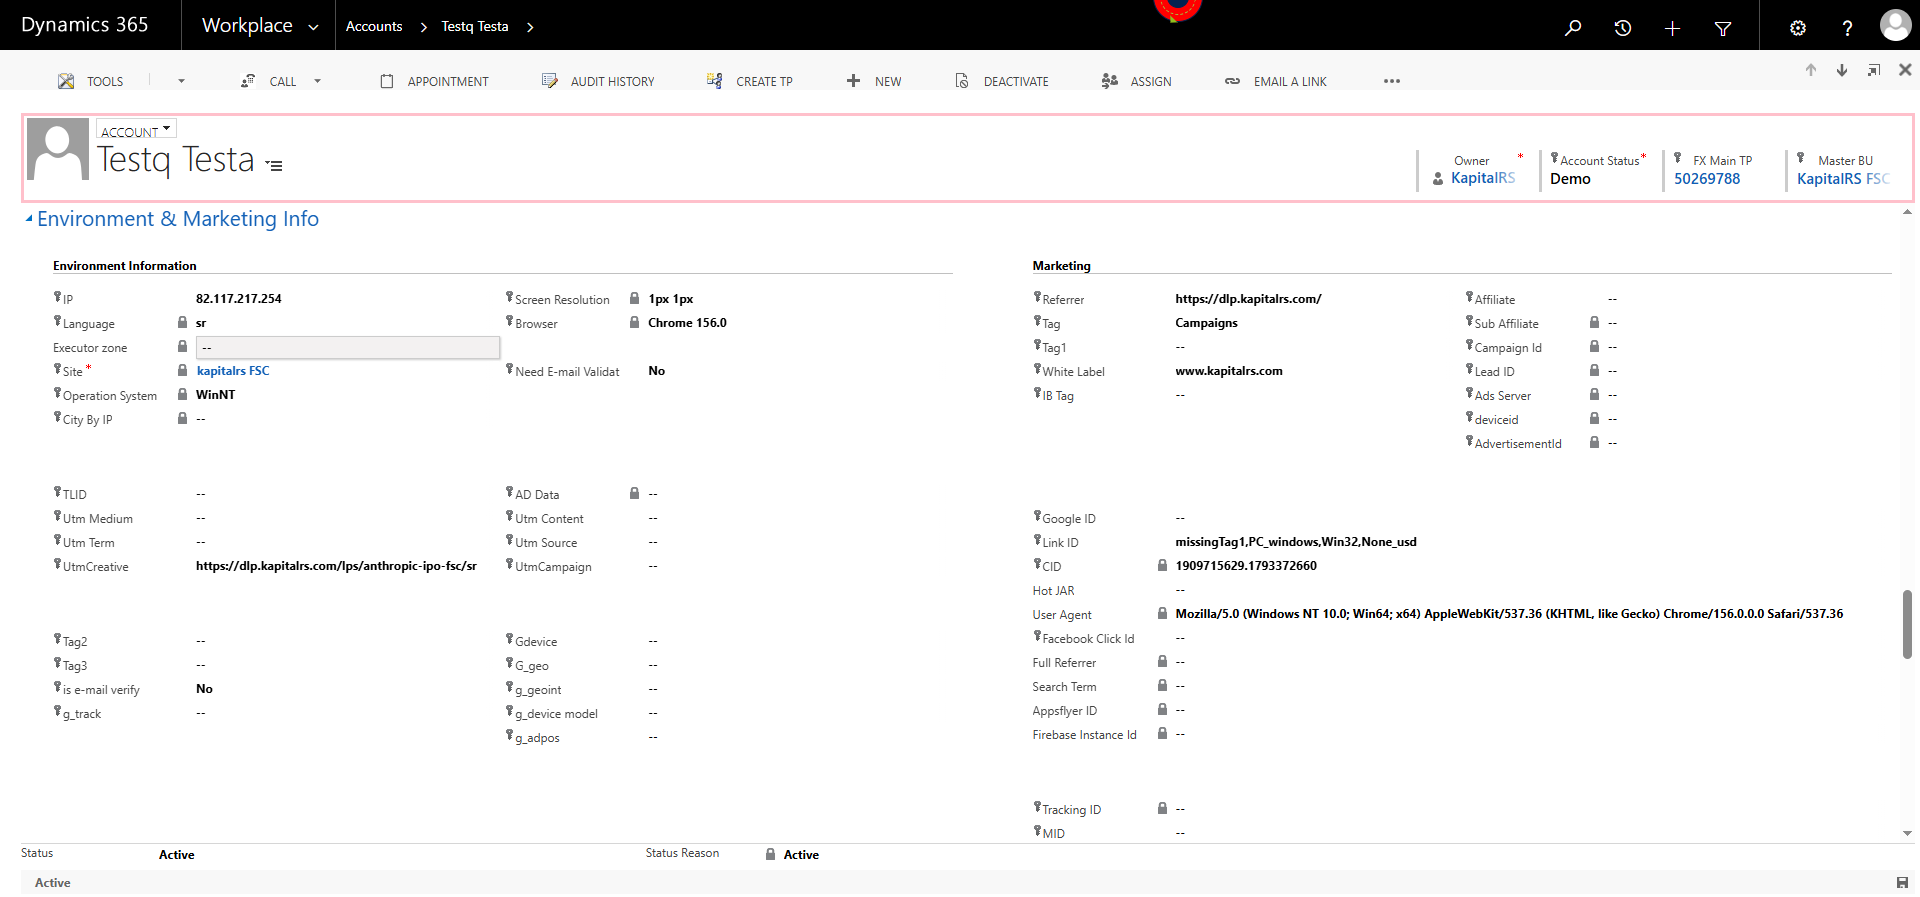 Dynamics 365 Workplace Accounts Testq Testa
TOOLS CALL APPOINTMENT AUDIT HISTORY CREATE TP NEW DEACTIVATE ASSIGN EMAIL A LINK
ACCOUNT
Testq Testa
Owner * Account Status* FX Main TP Master BU
KapitalRS Demo 50269788 KapitalRS FSC
Environment & Marketing Info
Environment Information Marketing
IP 82.117.217.254 Screen Resolution 1px 1px Referrer https://dlp.kapitalrs.com/ Affiliate --
Language sr Browser Chrome 156.0 Tag Campaigns Sub Affiliate --
Executor zone -- Tag1 -- Campaign Id --
Site* kapitalrs FSC Need E-mail Validat No White Label www.kapitalrs.com Lead ID --
Operation System WinNT IB Tag -- Ads Server --
City By IP -- deviceid --
AdvertisementId --
TLID -- AD Data --
Utm Medium -- Utm Content -- Google ID --
Utm Term -- Utm Source -- Link ID missingTag1,PC_windows,Win32,None_usd
UtmCreative https://dlp.kapitalrs.com/lps/anthropic-ipo-fsc/sr UtmCampaign -- CID 1909715629.1793372660
Hot JAR --
User Agent Mozilla/5.0 (Windows NT 10.0; Win64; x64) AppleWebKit/537.36 (KHTML, like Gecko) Chrome/156.0.0.0 Safari/537.36
Tag2 -- Gdevice -- Facebook Click Id --
Tag3 -- G_geo -- Full Referrer --
is e-mail verify No g_geoint -- Search Term --
g_track -- g_device model -- Appsflyer ID --
g_adpos -- Firebase Instance Id --
Tracking ID --
MID --
Status Active Status Reason Active
Active